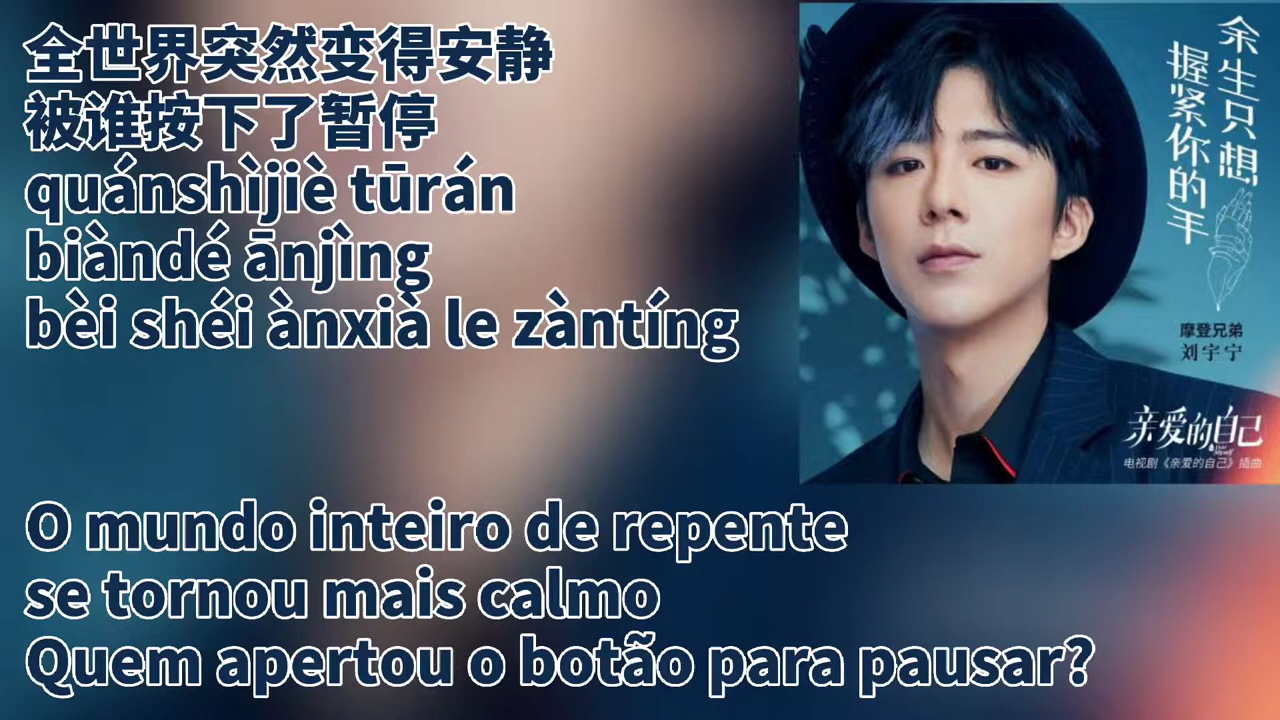 全世界突然变得安静
被谁按下了暂停
quánshìjiè tūrán
biàndé ānjìng
bèi shéi ànxià le zàntíng
O mundo inteiro de repente
se tornou mais calmo
Quem apertou o botão para pausar?
余生只想
握紧你的手
摩登兄弟
刘宇宁
亲爱的自己
Dear Myself
电视剧《亲爱的自己》插曲